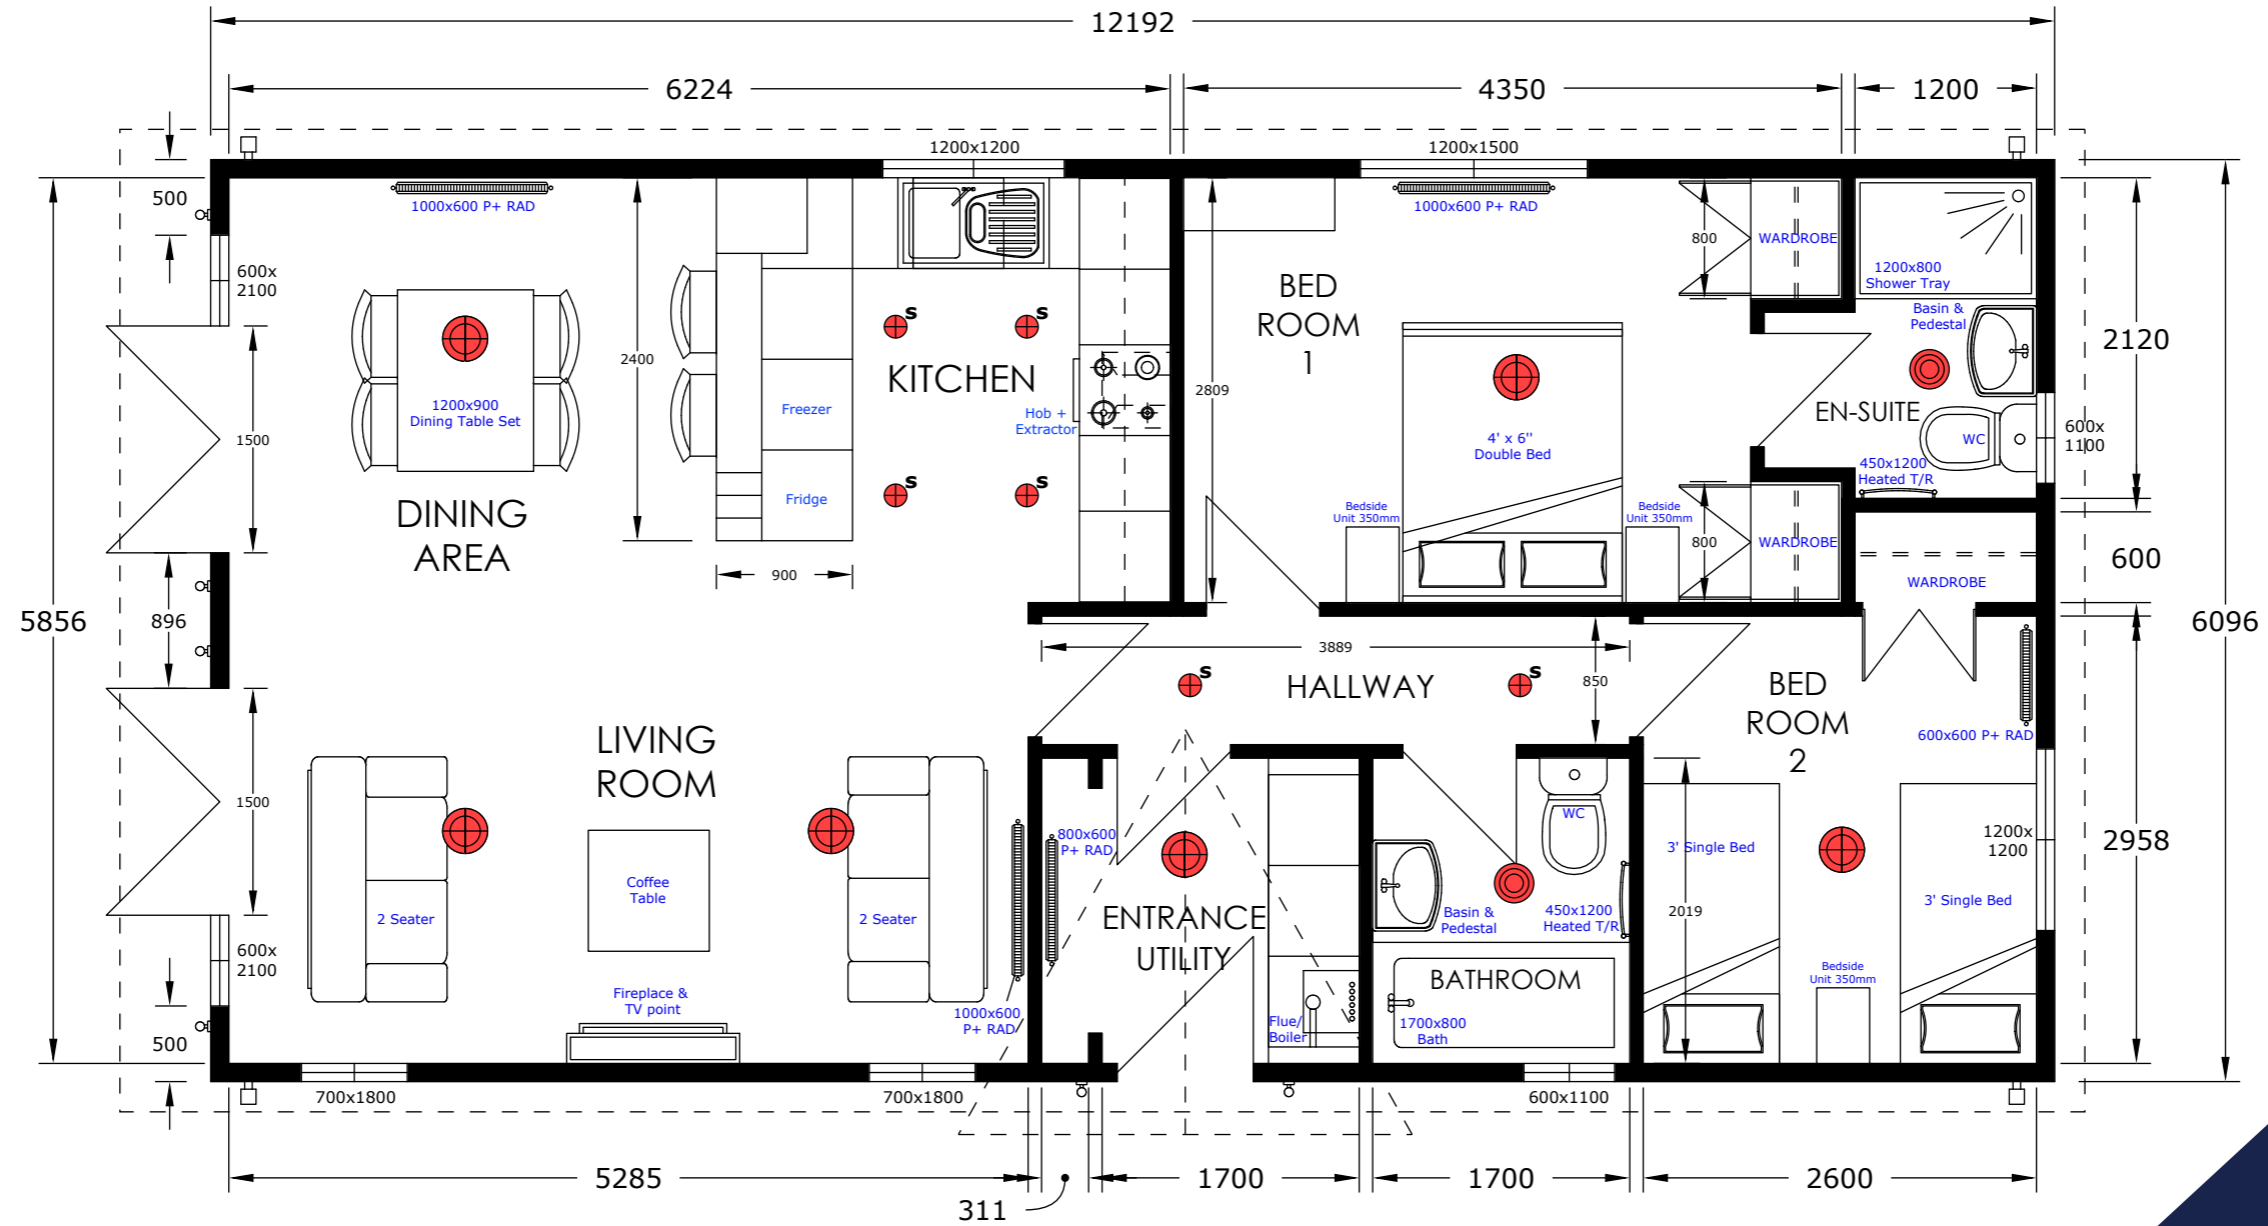 12192
6224
4350
1200
1200x1200
1200x1500
500
1000x600 P+ RAD
1000x600 P+ RAD
800
WARDROBE
600x
2100
1200x800
Shower Tray
BED
ROOM
1
Basin &
Pedestal
S
S
2120
2400
KITCHEN
2809
1200x900
Dining Table Set
Freezer
Hob +
Extractor
EN-SUITE
1500
4' x 6"
Double Bed
WC
600x
1100
450x1200
Heated T/R
S
S
Fridge
DINING
AREA
Bedside
Unit 350mm
Bedside
Unit 350mm
800
WARDROBE
600
900
WARDROBE
5856
896
6096
3889
S
S
HALLWAY
850
BED
ROOM
2
LIVING
ROOM
600x600 P+ RAD
1500
800x600
P+ RAD
WC
1200x
1200
2958
3' Single Bed
Coffee
Table
2 Seater
2 Seater
3' Single Bed
ENTRANCE
UTILITY
Basin &
Pedestal
450x1200
Heated T/R
2019
600x
2100
BATHROOM
Bedside
Unit 350mm
Fireplace &
TV point
1000x600
P+ RAD
Flue/
Boiler
1700x800
Bath
500
700x1800
700x1800
600x1100
5285
311
1700
1700
2600